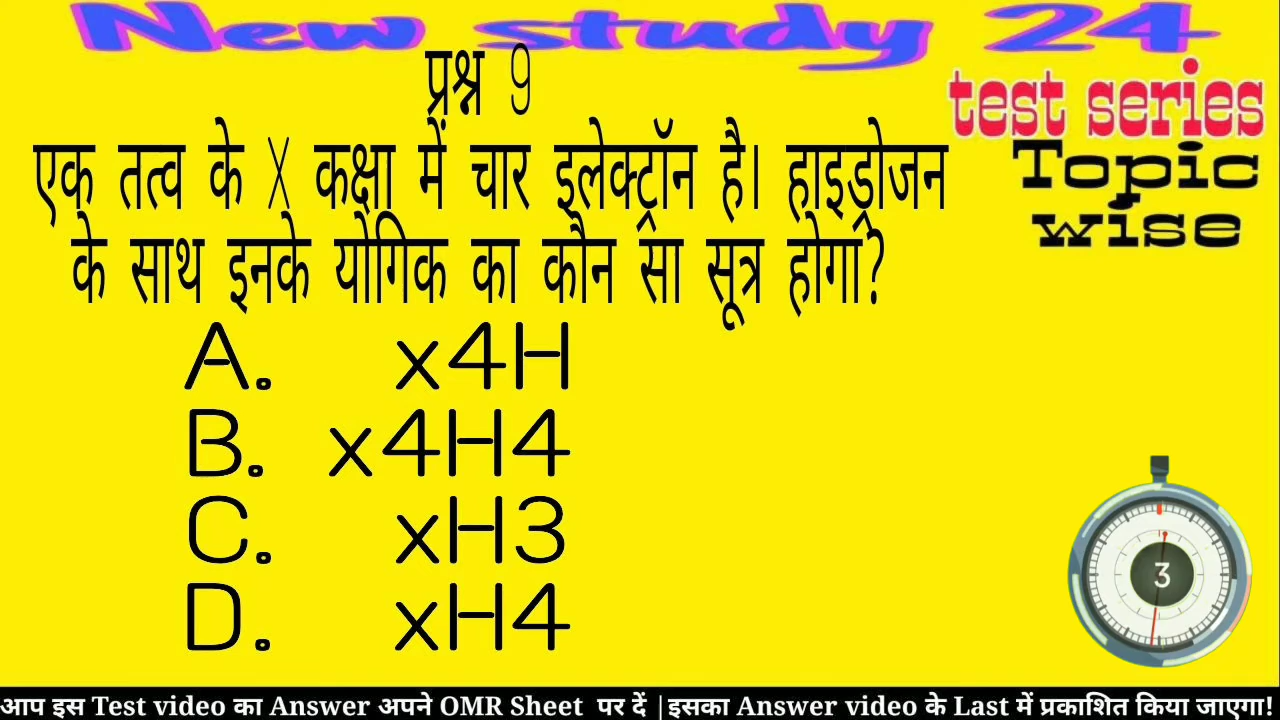 New study 24
test series
Topic
wise
प्रश्न 9
एक तत्व के X कक्षा में चार इलेक्ट्रॉन है। हाइड्रोजन
के साथ इनके योगिक का कौन सा सूत्र होगा?
A. x4H
B. x4H4
C. xH3
D. xH4
3
आप इस Test video का Answer अपने OMR Sheet पर दें |इसका Answer video के Last में प्रकाशित किया जाएगा!